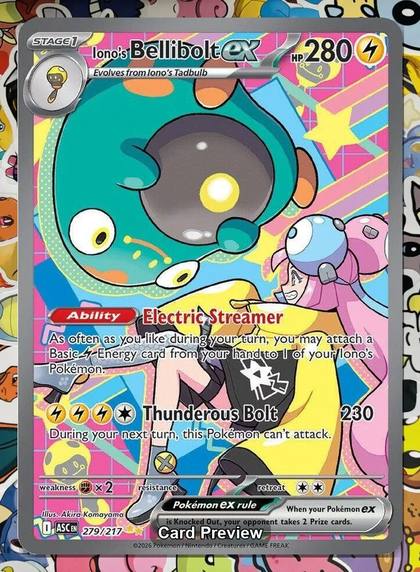 STAGE 1
Iono's Bellibolt ex HP 280
Evolves from Iono's Tadbulb
Ability Electric Streamer
As often as you like during your turn, you may attach a
Basic Energy card from your hand to 1 of your Iono's
Pokémon.
Thunderous Bolt 230
During your next turn, this Pokémon can't attack.
weakness × 2 resistance retreat
Illus. Akira Komayama
Pokémon ex rule
When your Pokémon ex
is Knocked Out, your opponent takes 2 Prize cards.
ASC EN 279/217
Card Preview
©2026 Pokémon / Nintendo / Creatures / GAME FREAK